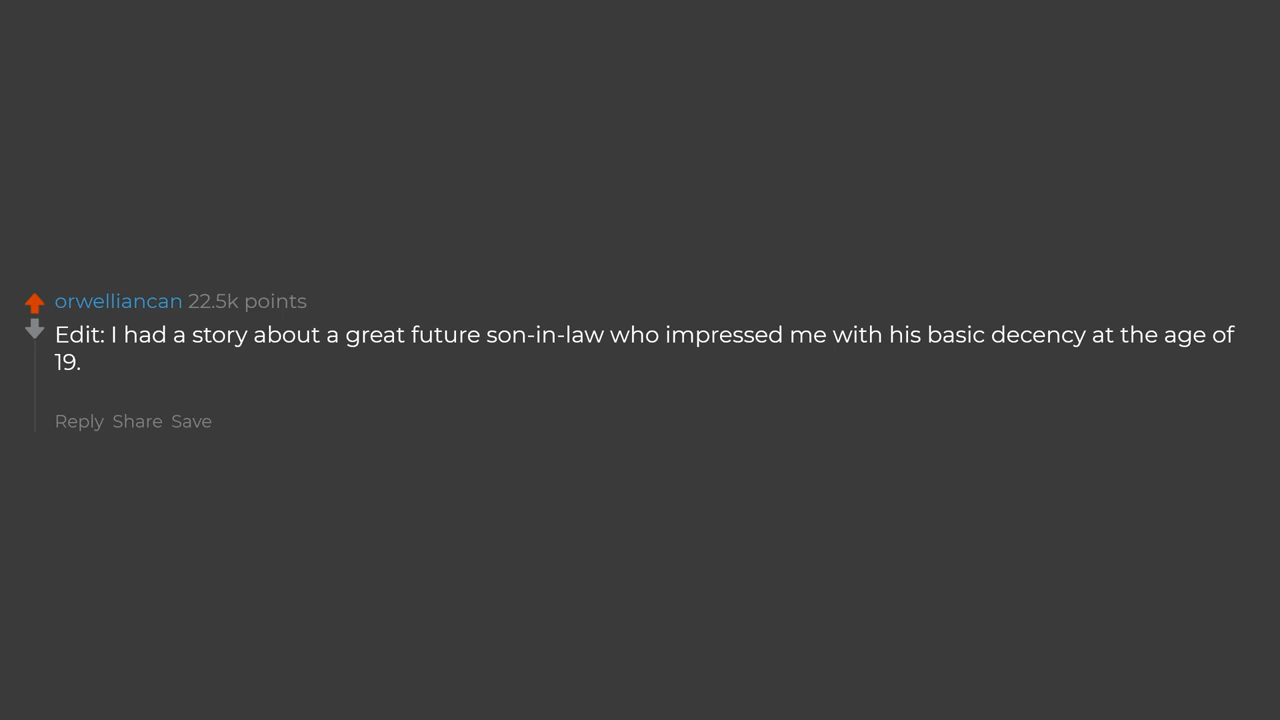 orwelliancan 22.5k points
Edit: I had a story about a great future son-in-law who impressed me with his basic decency at the age of
19.
Reply Share Save